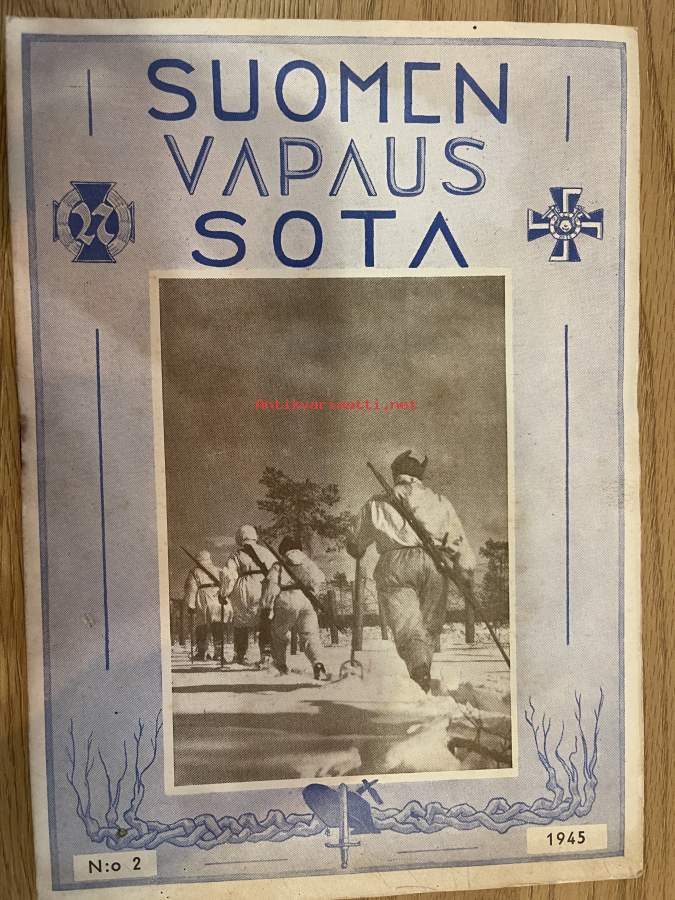 SUOMEN
VAPAUS
SOTA
N
Antikvariaatti.net
N:o 2
1945